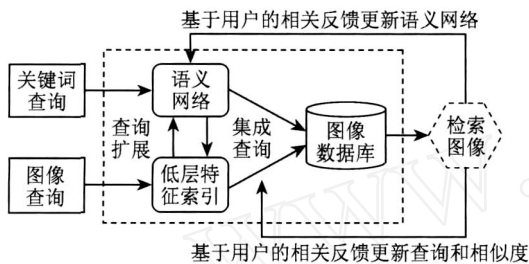 基于用户的相关反馈更新语义网络
关键词
查询
语义
网络
查询
扩展
集成
查询
图像
数据库
检索
图像
图像
查询
低层特
征索引
基于用户的相关反馈更新查询和相似度